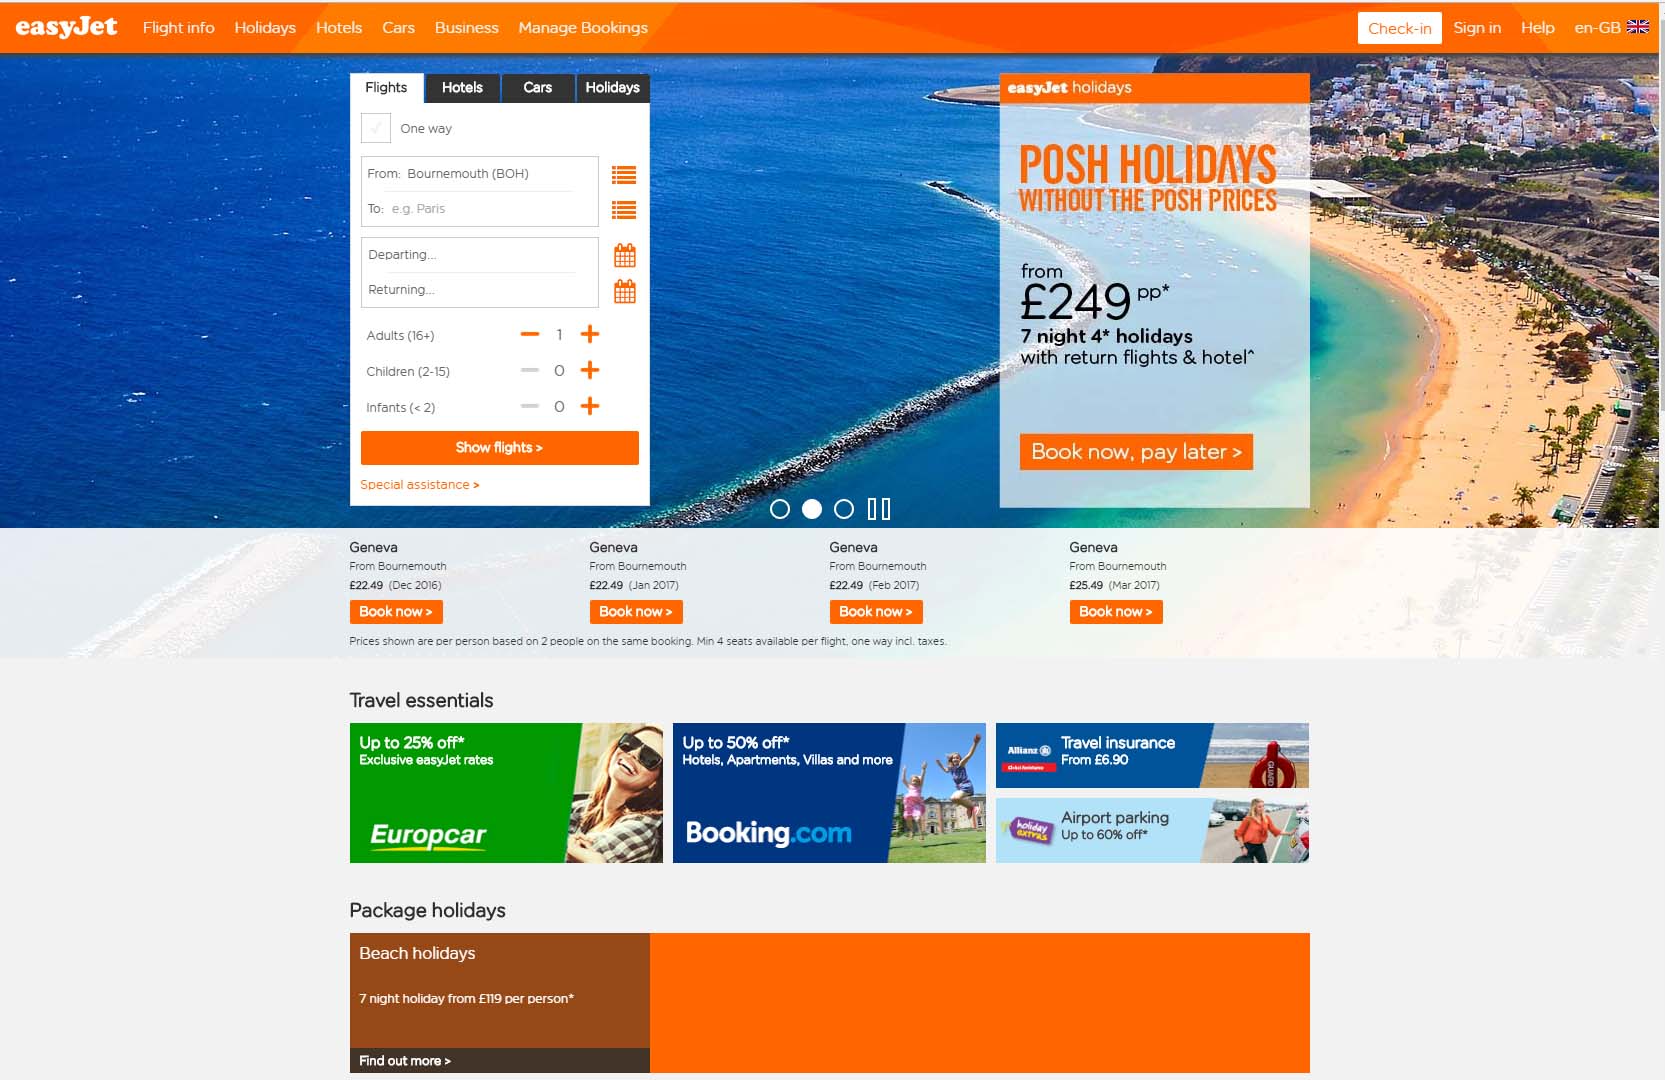 easyJet Flight info Holidays Hotels Cars Business Manage Bookings Check-in Sign in Help en-GB
Flights Hotels Cars Holidays
One way
From: Bournemouth (BOH)
To: e.g. Paris
Departing...
Returning...
Adults (16+) 1
Children (2-15) 0
Infants (< 2) 0
Show flights >
Special assistance >
easyJet holidays
POSH HOLIDAYS
WITHOUT THE POSH PRICES
from
£249 pp*
7 night 4* holidays
with return flights & hotel^
Book now, pay later >
Geneva
From Bournemouth
£22.49 (Dec 2016)
Book now >
Geneva
From Bournemouth
£22.49 (Jan 2017)
Book now >
Geneva
From Bournemouth
£22.49 (Feb 2017)
Book now >
Geneva
From Bournemouth
£25.49 (Mar 2017)
Book now >
Prices shown are per person based on 2 people on the same booking. Min 4 seats available per flight, one way incl. taxes.
Travel essentials
Up to 25% off*
Exclusive easyJet rates
Europcar
Up to 50% off*
Hotels, Apartments, Villas and more
Booking.com
Allianz
Global Assistance
Travel insurance
From £6.90
GUARD
holiday
extras
Airport parking
Up to 60% off*
Package holidays
Beach holidays
7 night holiday from £119 per person*
Find out more >